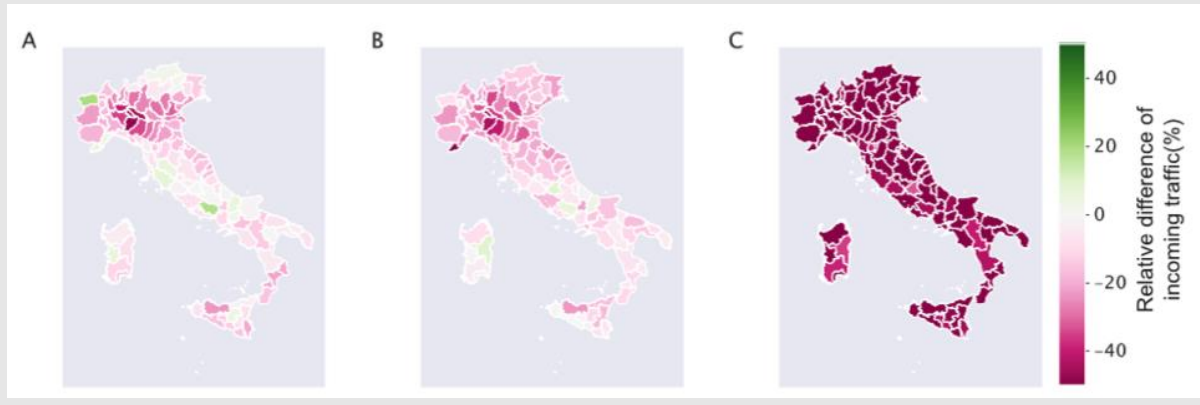 A
B
C
40
20
0
-20
-40
Relative difference of
incoming traffic(%)